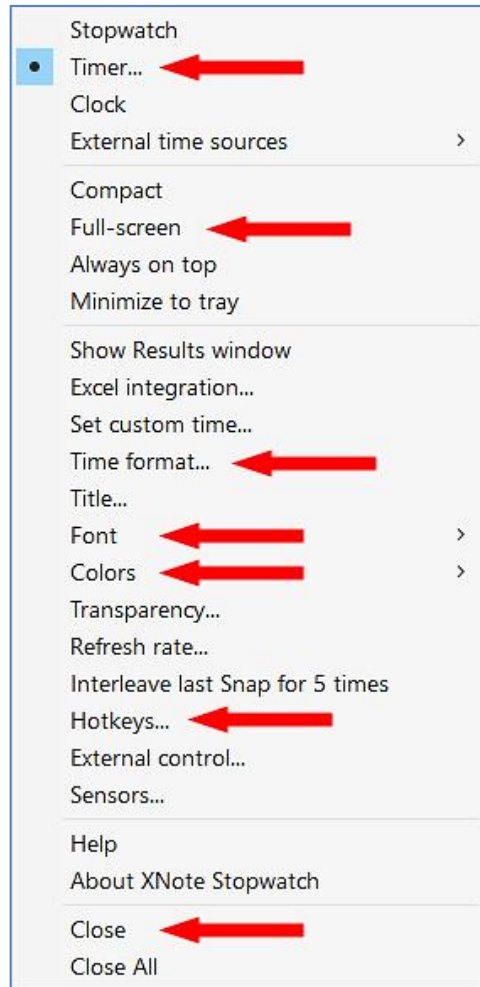 Stopwatch
Timer...
Clock
External time sources
Compact
Full-screen
Always on top
Minimize to tray
Show Results window
Excel integration...
Set custom time...
Time format...
Title...
Font
Colors
Transparency...
Refresh rate...
Interleave last Snap for 5 times
Hotkeys...
External control...
Sensors...
Help
About XNote Stopwatch
Close
Close All